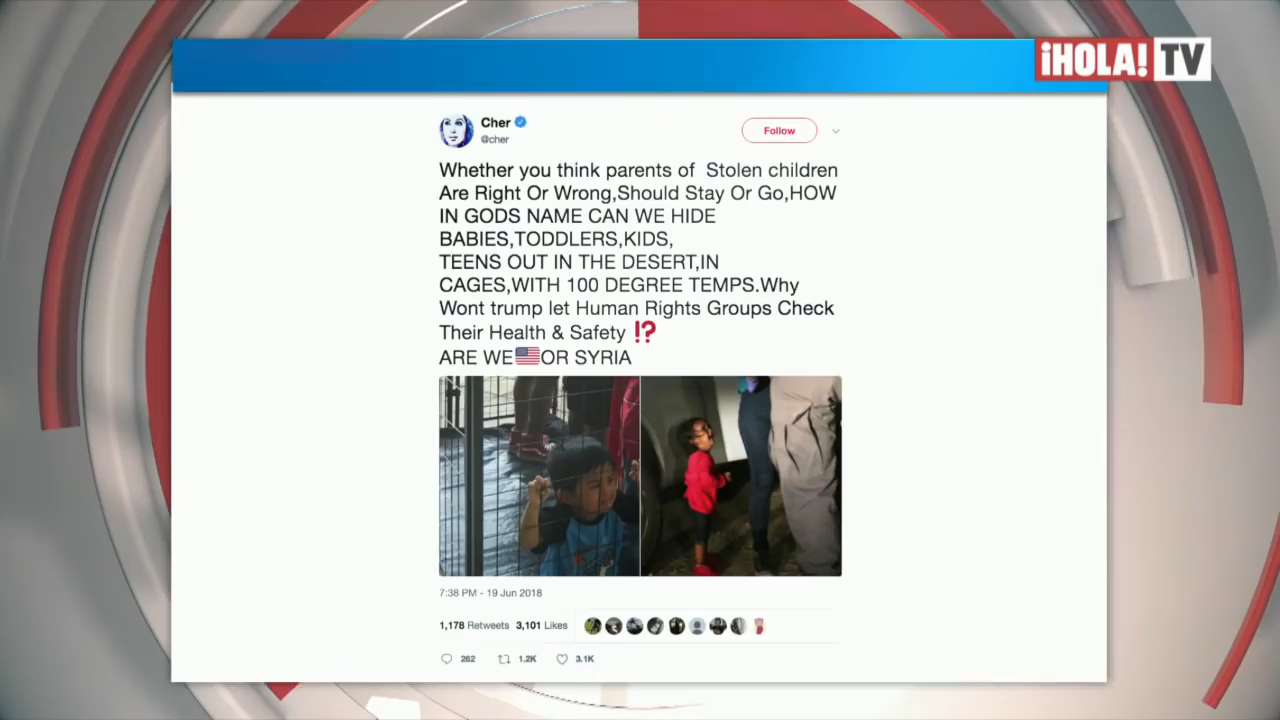 ¡HOLA! TV
Cher
@cher
Follow
Whether you think parents of Stolen children
Are Right Or Wrong,Should Stay Or Go,HOW
IN GODS NAME CAN WE HIDE
BABIES,TODDLERS,KIDS,
TEENS OUT IN THE DESERT,IN
CAGES,WITH 100 DEGREE TEMPS.Why
Wont trump let Human Rights Groups Check
Their Health & Safety ⁉️
ARE WE🇺🇸OR SYRIA
7:38 PM - 19 Jun 2018
1,178 Retweets 3,101 Likes
262 1.2K 3.1K